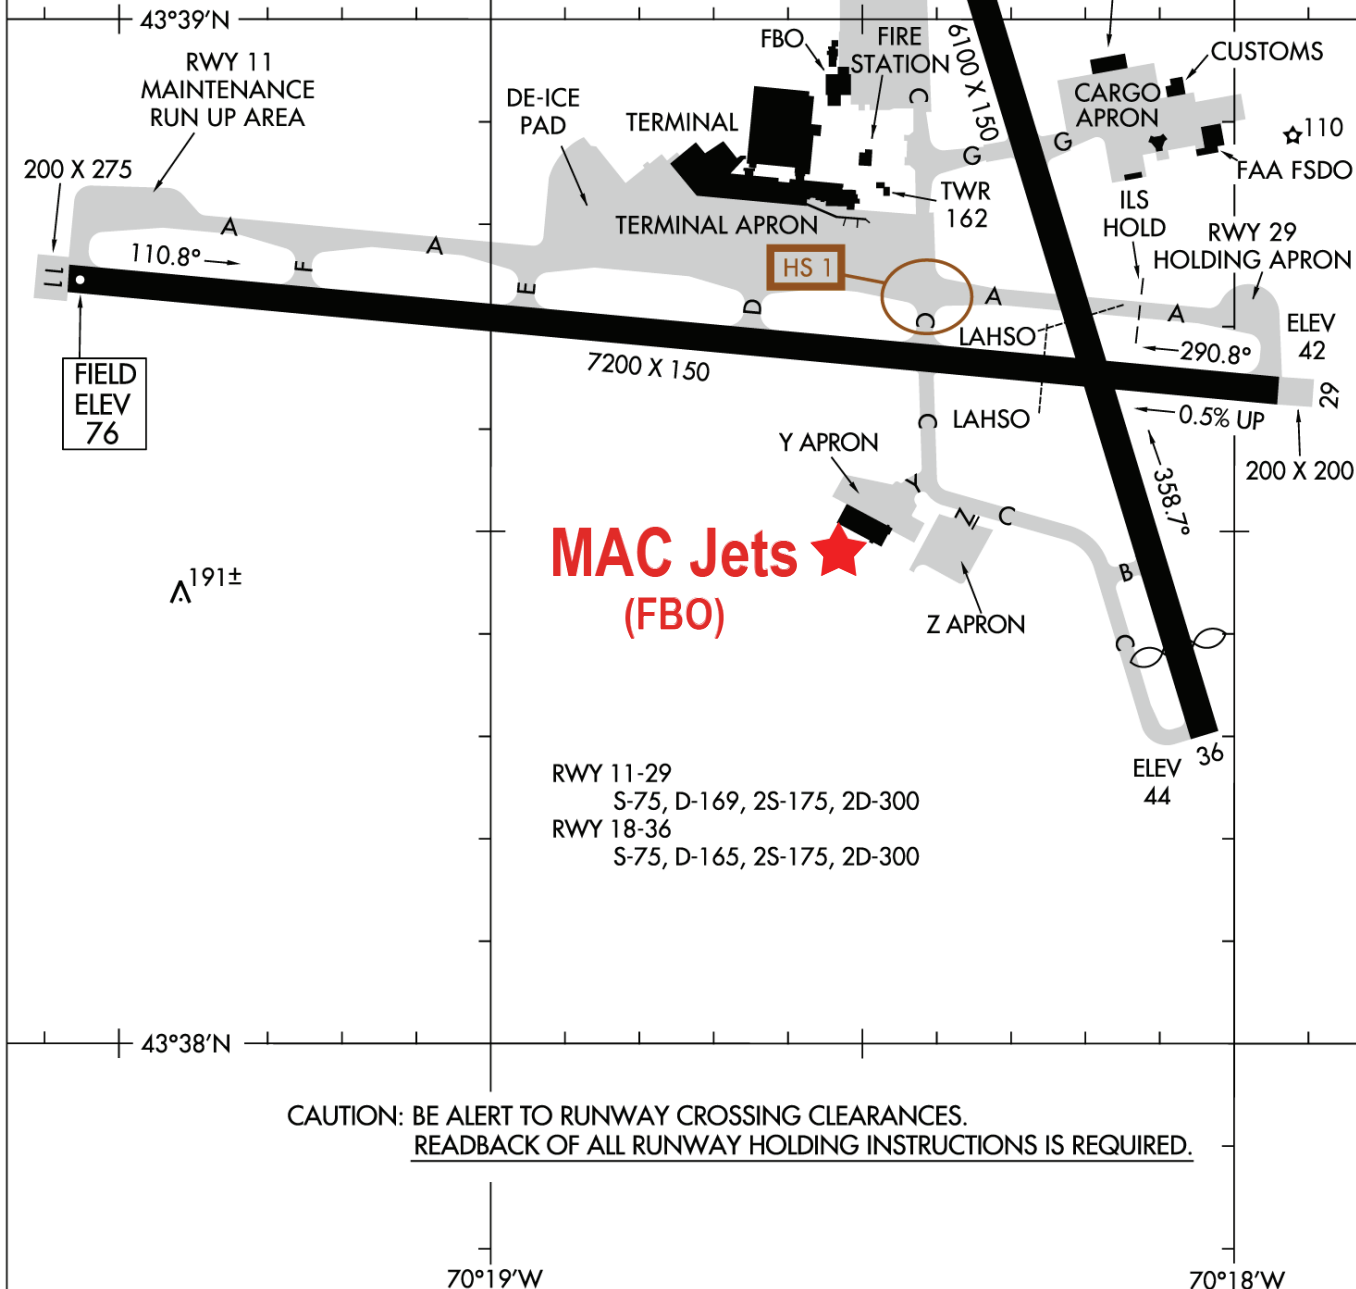 43°39'N
RWY 11
MAINTENANCE
RUN UP AREA
200 X 275
DE-ICE
PAD
TERMINAL
FBO
FIRE
STATION
C
6100 X 150
CUSTOMS
CARGO
APRON
110
FAA FSDO
G
G
TWR
162
ILS
HOLD
RWY 29
HOLDING APRON
TERMINAL APRON
A
A
110.8°
11
F
E
D
HS 1
C
A
A
LAHSO
ELEV
42
290.8°
29
7200 X 150
FIELD
ELEV
76
C
LAHSO
0.5% UP
200 X 200
358.7°
Y APRON
Y
Z
C
MAC Jets
(FBO)
191±
B
Z APRON
C
36
ELEV
44
RWY 11-29
S-75, D-169, 2S-175, 2D-300
RWY 18-36
S-75, D-165, 2S-175, 2D-300
43°38'N
CAUTION: BE ALERT TO RUNWAY CROSSING CLEARANCES.
READBACK OF ALL RUNWAY HOLDING INSTRUCTIONS IS REQUIRED.
70°19'W
70°18'W